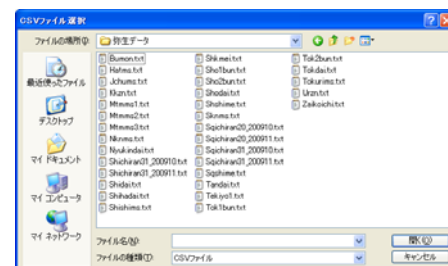 CSVファイル選択
ファイルの場所(I): 弥生データ
最近使ったファイル
デスクトップ
マイ ドキュメント
マイ コンピュータ
マイ ネットワーク
Bumon.txt
Hatms.txt
Jchums.txt
Kkzn.txt
Mtmms1.txt
Mtmms2.txt
Mtmms3.txt
Nknms.txt
Nyukindai.txt
Shichiran31_200910.txt
Shichiran31_200911.txt
Shidai.txt
Shihadai.txt
Shishims.txt
Shkmei.txt
Sho1bun.txt
Sho2bun.txt
Shodai.txt
Shohime.txt
Sknms.txt
Sqichiran20_200910.txt
Sqichiran20_200911.txt
Sqichiran31_200910.txt
Sqichiran31_200911.txt
Sqshime.txt
Tandai.txt
Tekiyo1.txt
Tok1bun.txt
Tok2bun.txt
Tokdai.txt
Tokurims.txt
Urzn.txt
Zaikoichi.txt
ファイル名(N):
開く(O)
ファイルの種類(T): CSVファイル
キャンセル